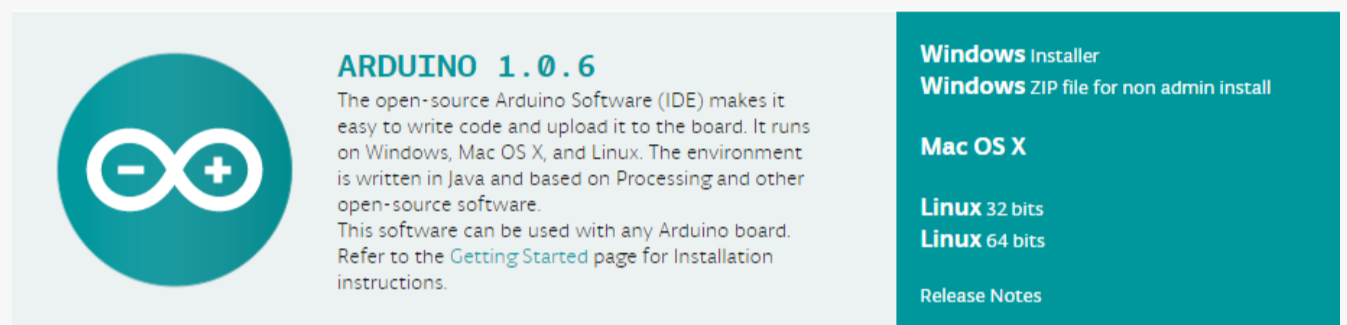 ARDUINO 1.0.6
The open-source Arduino Software (IDE) makes it
easy to write code and upload it to the board. It runs
on Windows, Mac OS X, and Linux. The environment
is written in Java and based on Processing and other
open-source software.
This software can be used with any Arduino board.
Refer to the Getting Started page for Installation
instructions.
Windows Installer
Windows ZIP file for non admin install
Mac OS X
Linux 32 bits
Linux 64 bits
Release Notes